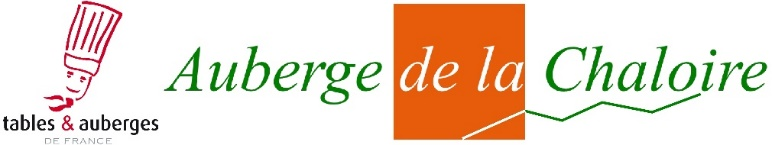 tables & auberges
DE FRANCE
Auberge de la Chaloire